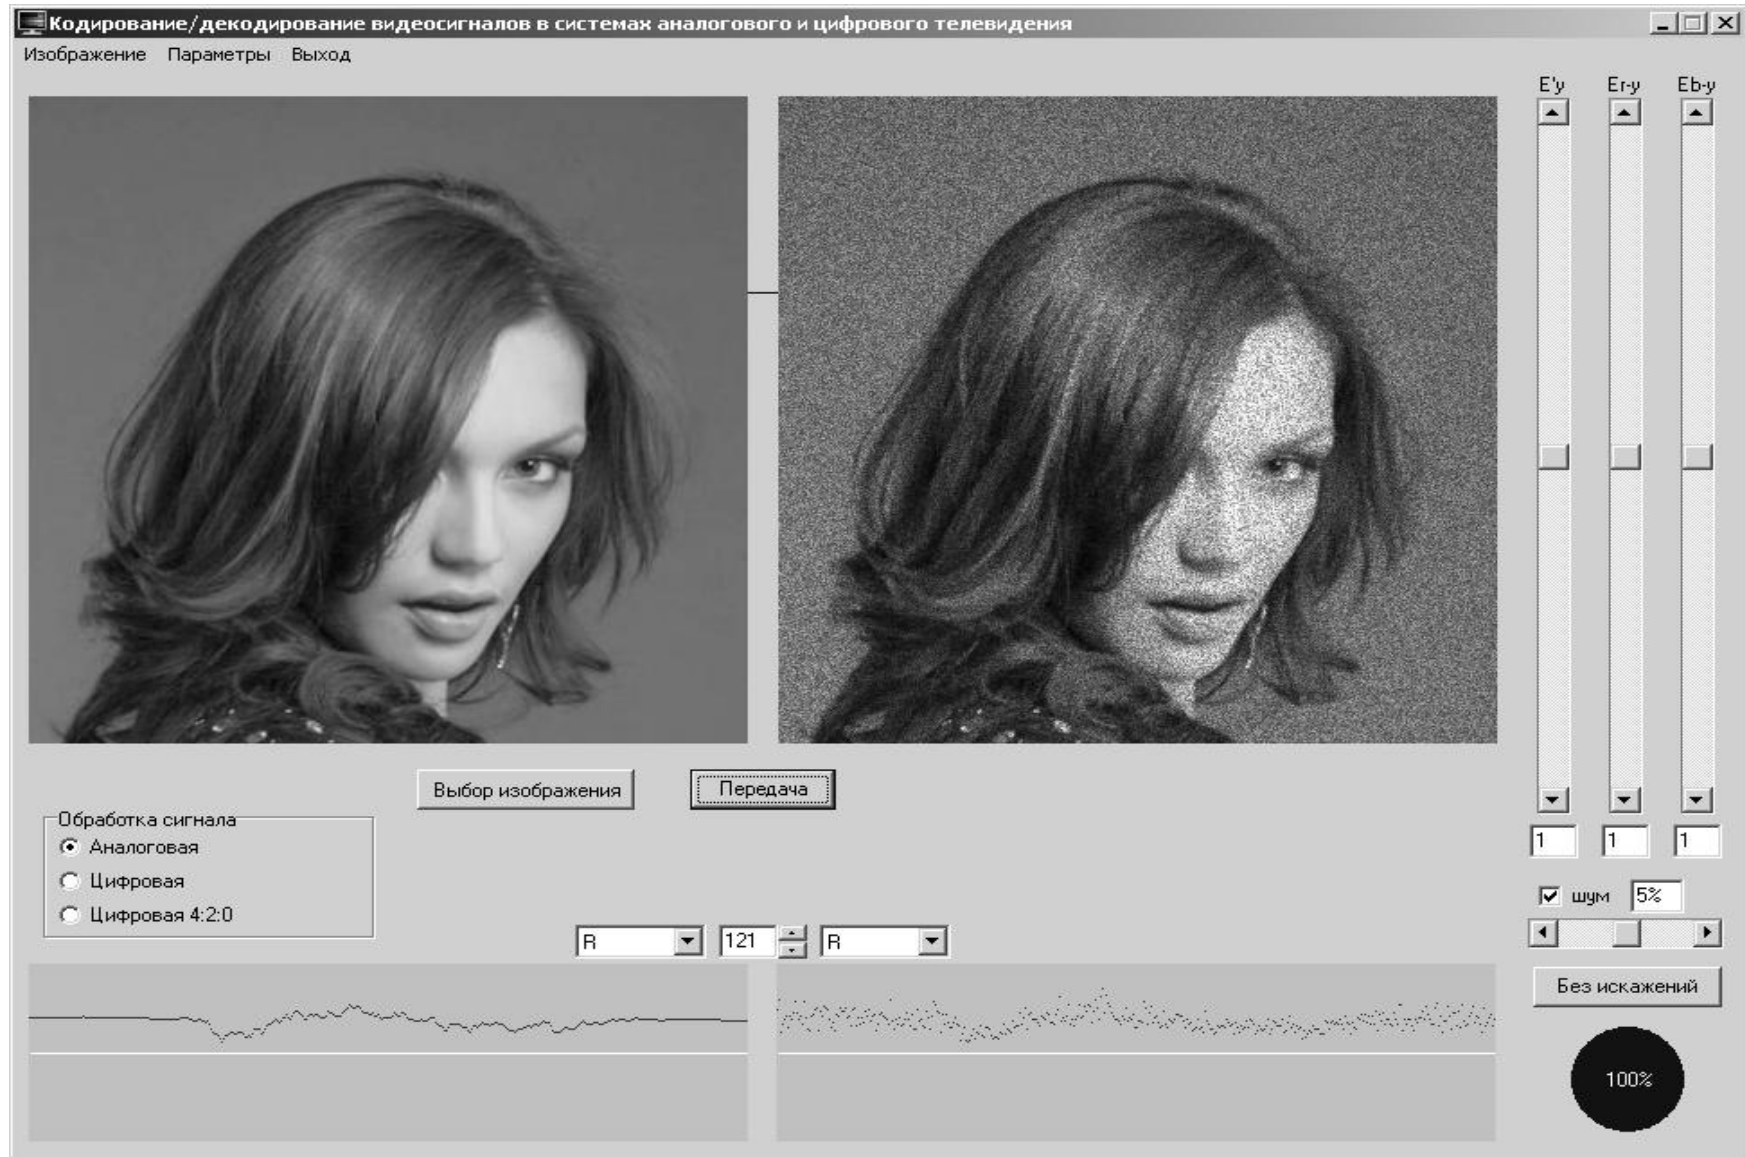 Кодирование/декодирование видеосигналов в системах аналогового и цифрового телевидения
Изображение Параметры Выход
E'y Er-y Eb-y
Выбор изображения Передача
Обработка сигнала
Аналоговая
Цифровая
Цифровая 4:2:0
1 1 1
шум 5%
R 121 R
Без искажений
100%